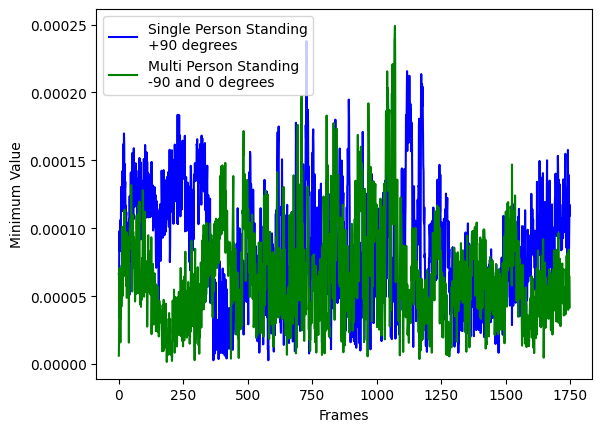 Single Person Standing
+90 degrees
Multi Person Standing
-90 and 0 degrees
Minimum Value
0.00025
0.00020
0.00015
0.00010
0.00005
0.00000
0 250 500 750 1000 1250 1500 1750
Frames